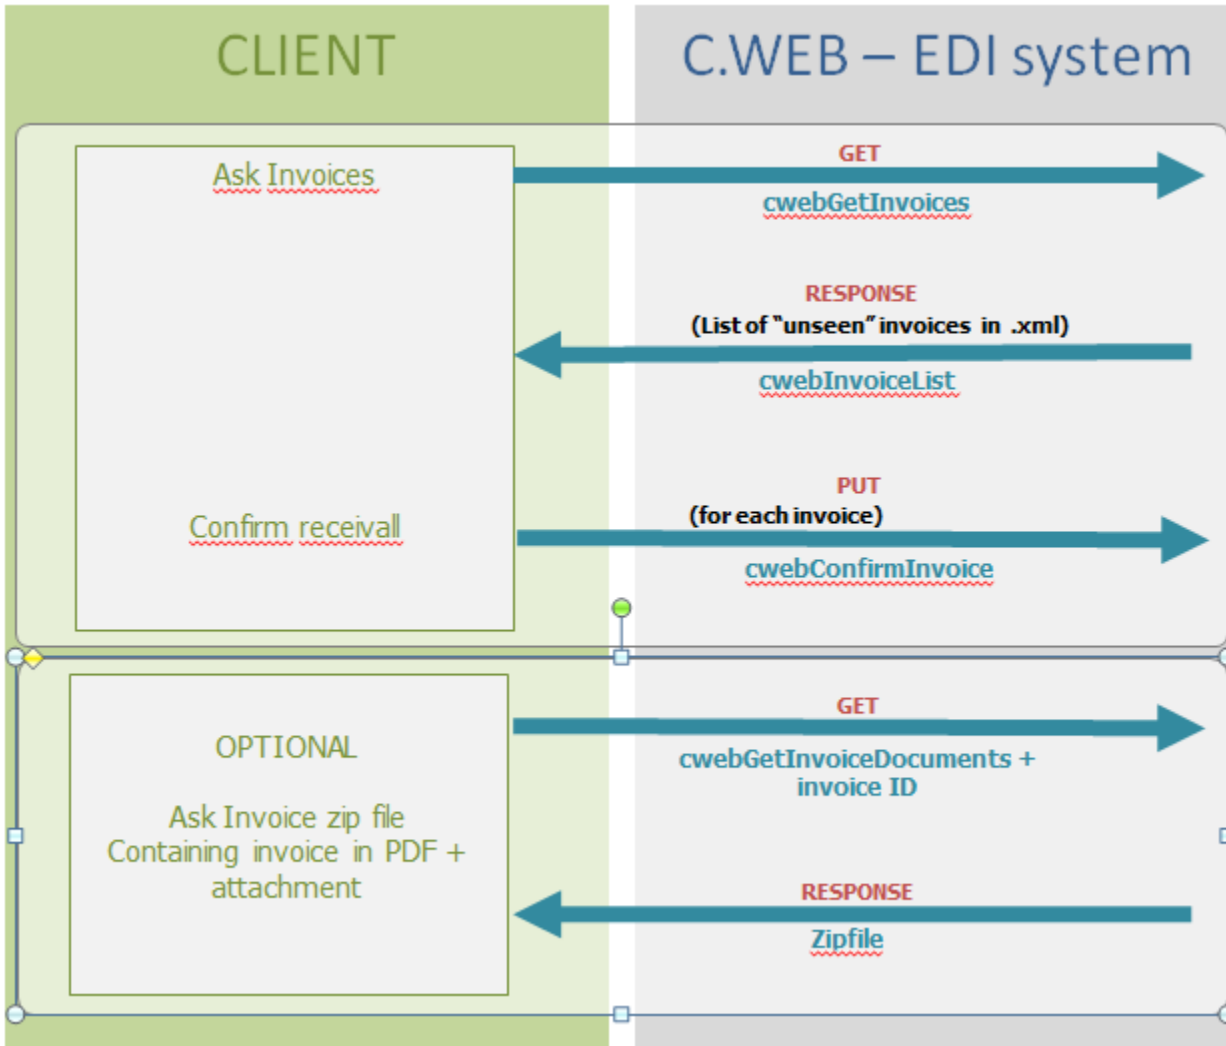 CLIENT
C.WEB – EDI system
Ask Invoices
GET
cwebGetInvoices
RESPONSE
(List of “unseen” invoices in .xml)
cwebInvoiceList
Confirm receivall
PUT
(for each invoice)
cwebConfirmInvoice
OPTIONAL
Ask Invoice zip file
Containing invoice in PDF +
attachment
GET
cwebGetInvoiceDocuments +
invoice ID
RESPONSE
Zipfile